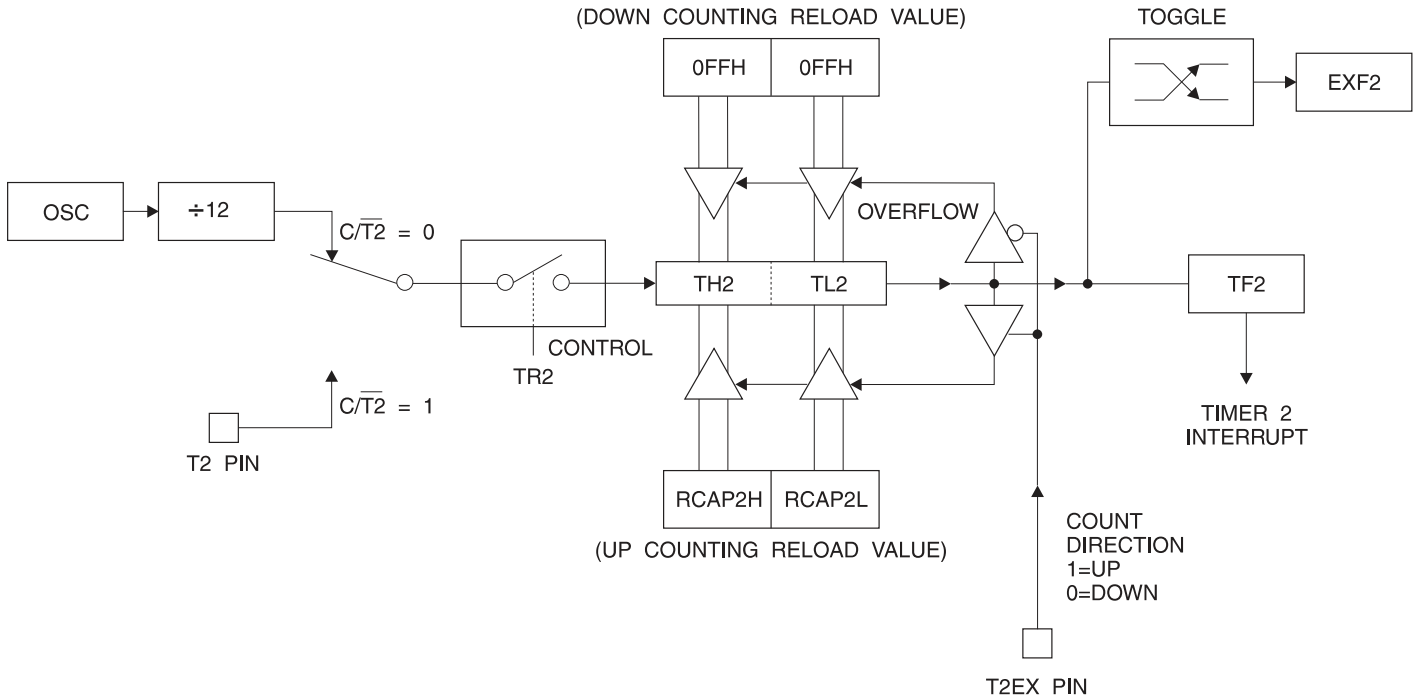 (DOWN COUNTING RELOAD VALUE)
TOGGLE
0FFH
0FFH
EXF2
OSC
÷12
C/T2̅ = 0
OVERFLOW
TH2
TL2
TF2
CONTROL
TR2
C/T2̅ = 1
T2 PIN
TIMER 2
INTERRUPT
RCAP2H
RCAP2L
(UP COUNTING RELOAD VALUE)
COUNT
DIRECTION
1=UP
0=DOWN
T2EX PIN